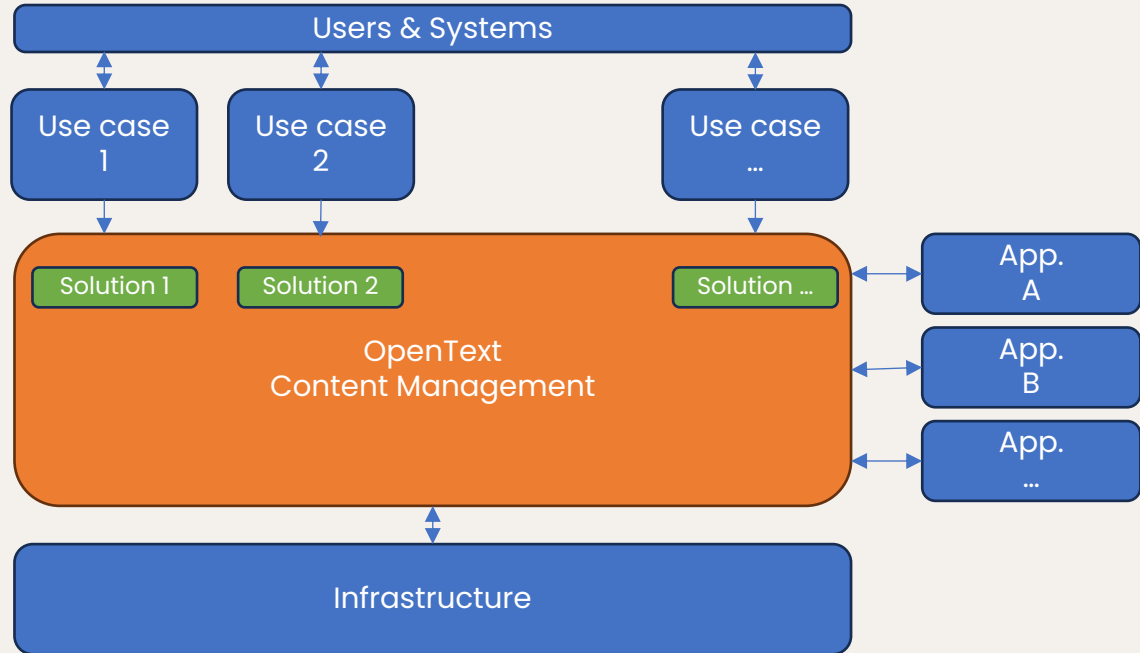 Users & Systems
Use case
1
Use case
2
Use case
...
Solution 1
Solution 2
Solution ...
OpenText
Content Management
App.
A
App.
B
App.
...
Infrastructure